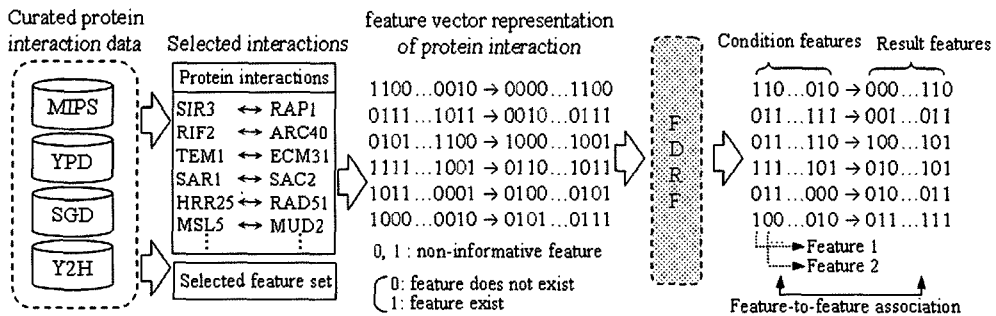 Curated protein
interaction data
MIPS
YPD
SGD
Y2H
Selected interactions
Protein interactions
SIR3 ↔ RAP1
RIF2 ↔ ARC40
TEM1 ↔ ECM31
SAR1 ↔ SAC2
HRR25 ↔ RAD51
MSL5 ↔ MUD2
Selected feature set
feature vector representation
of protein interaction
1100...0010 → 0000...1100
0111...1011 → 0010...0111
0101...1100 → 1000...1001
1111...1001 → 0110...1011
1011...0001 → 0100...0101
1000...0010 → 0101...0111
0, 1 : non-informative feature
0: feature does not exist
1: feature exist
F
D
R
F
Condition features Result features
110...010 → 000...110
011...111 → 001...011
011...110 → 100...101
111...101 → 010...101
011...000 → 010...011
100...010 → 011...111
Feature 1
Feature 2
Feature-to-feature association